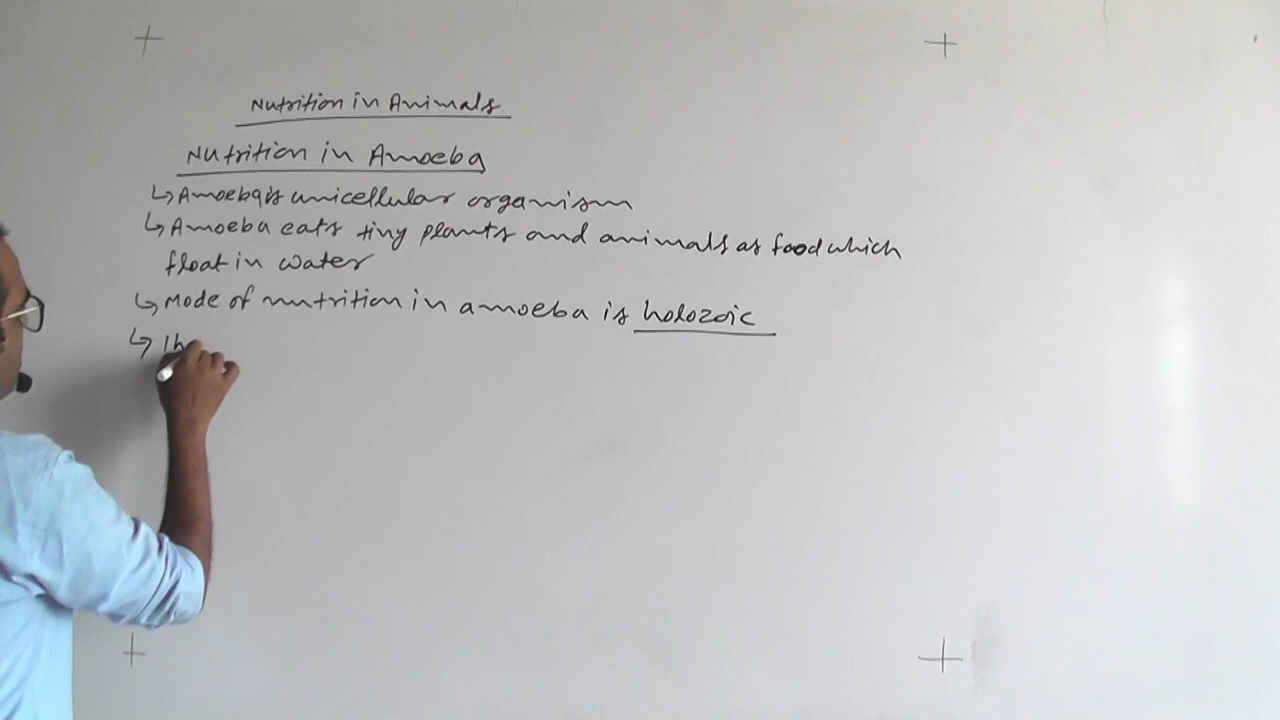 Nutrition in Animals
Nutrition in Amoeba
↳ Amoeba is unicellular organism
↳ Amoeba eats tiny plants and animals as food which
float in water
↳ Mode of nutrition in amoeba is holozoic
↳ Th